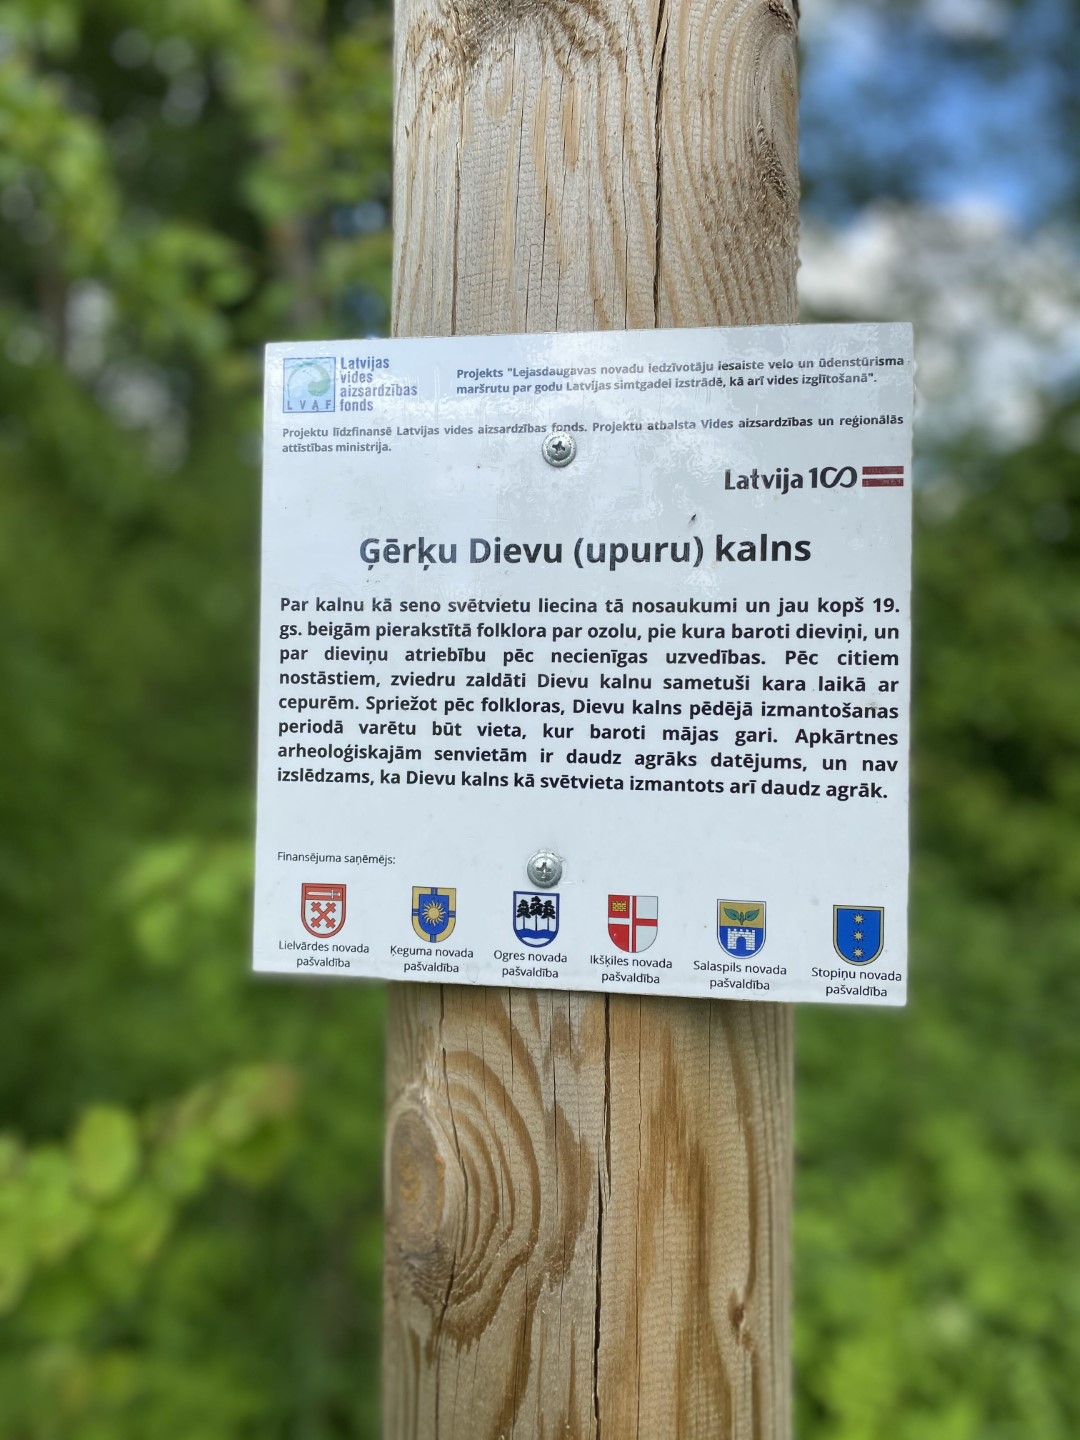 Latvijas
vides
aizsardzības
fonds
LVAF
Projekts "Lejasdaugavas novadu iedzīvotāju iesaiste velo un ūdenstūrisma
maršrutu par godu Latvijas simtgadei izstrādē, kā arī vides izglītošanā".
Projektu līdzfinansē Latvijas vides aizsardzības fonds. Projektu atbalsta Vides aizsardzības un reģionālās
attīstības ministrija.
Latvija 100
Ģērķu Dievu (upuru) kalns
Par kalnu kā seno svētvietu liecina tā nosaukumi un jau kopš 19.
gs. beigām pierakstītā folklora par ozolu, pie kura baroti dieviņi, un
par dieviņu atriebību pēc necienīgas uzvedības. Pēc citiem
nostāstiem, zviedru zaldāti Dievu kalnu sametuši kara laikā ar
cepurēm. Spriežot pēc folkloras, Dievu kalns pēdējā izmantošanas
periodā varētu būt vieta, kur baroti mājas gari. Apkārtnes
arheoloģiskajām senvietām ir daudz agrāks datējums, un nav
izslēdzams, ka Dievu kalns kā svētvieta izmantots arī daudz agrāk.
Finansējuma saņēmējs:
Lielvārdes novada
pašvaldība
Ķeguma novada
pašvaldība
Ogres novada
pašvaldība
Ikšķiles novada
pašvaldība
Salaspils novada
pašvaldība
Stopiņu novada
pašvaldība